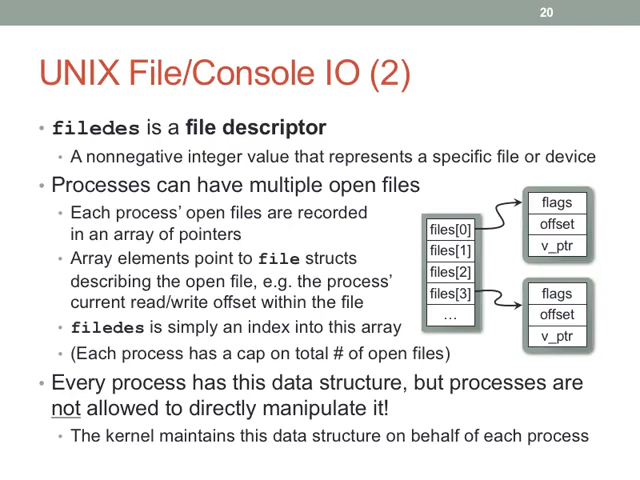 20
UNIX File/Console IO (2)
• filedes is a file descriptor
• A nonnegative integer value that represents a specific file or device
• Processes can have multiple open files
• Each process' open files are recorded
in an array of pointers
• Array elements point to file structs
describing the open file, e.g. the process'
current read/write offset within the file
• filedes is simply an index into this array
• (Each process has a cap on total # of open files)
files[0]
files[1]
files[2]
files[3]
…
flags
offset
v_ptr
flags
offset
v_ptr
• Every process has this data structure, but processes are
not allowed to directly manipulate it!
• The kernel maintains this data structure on behalf of each process